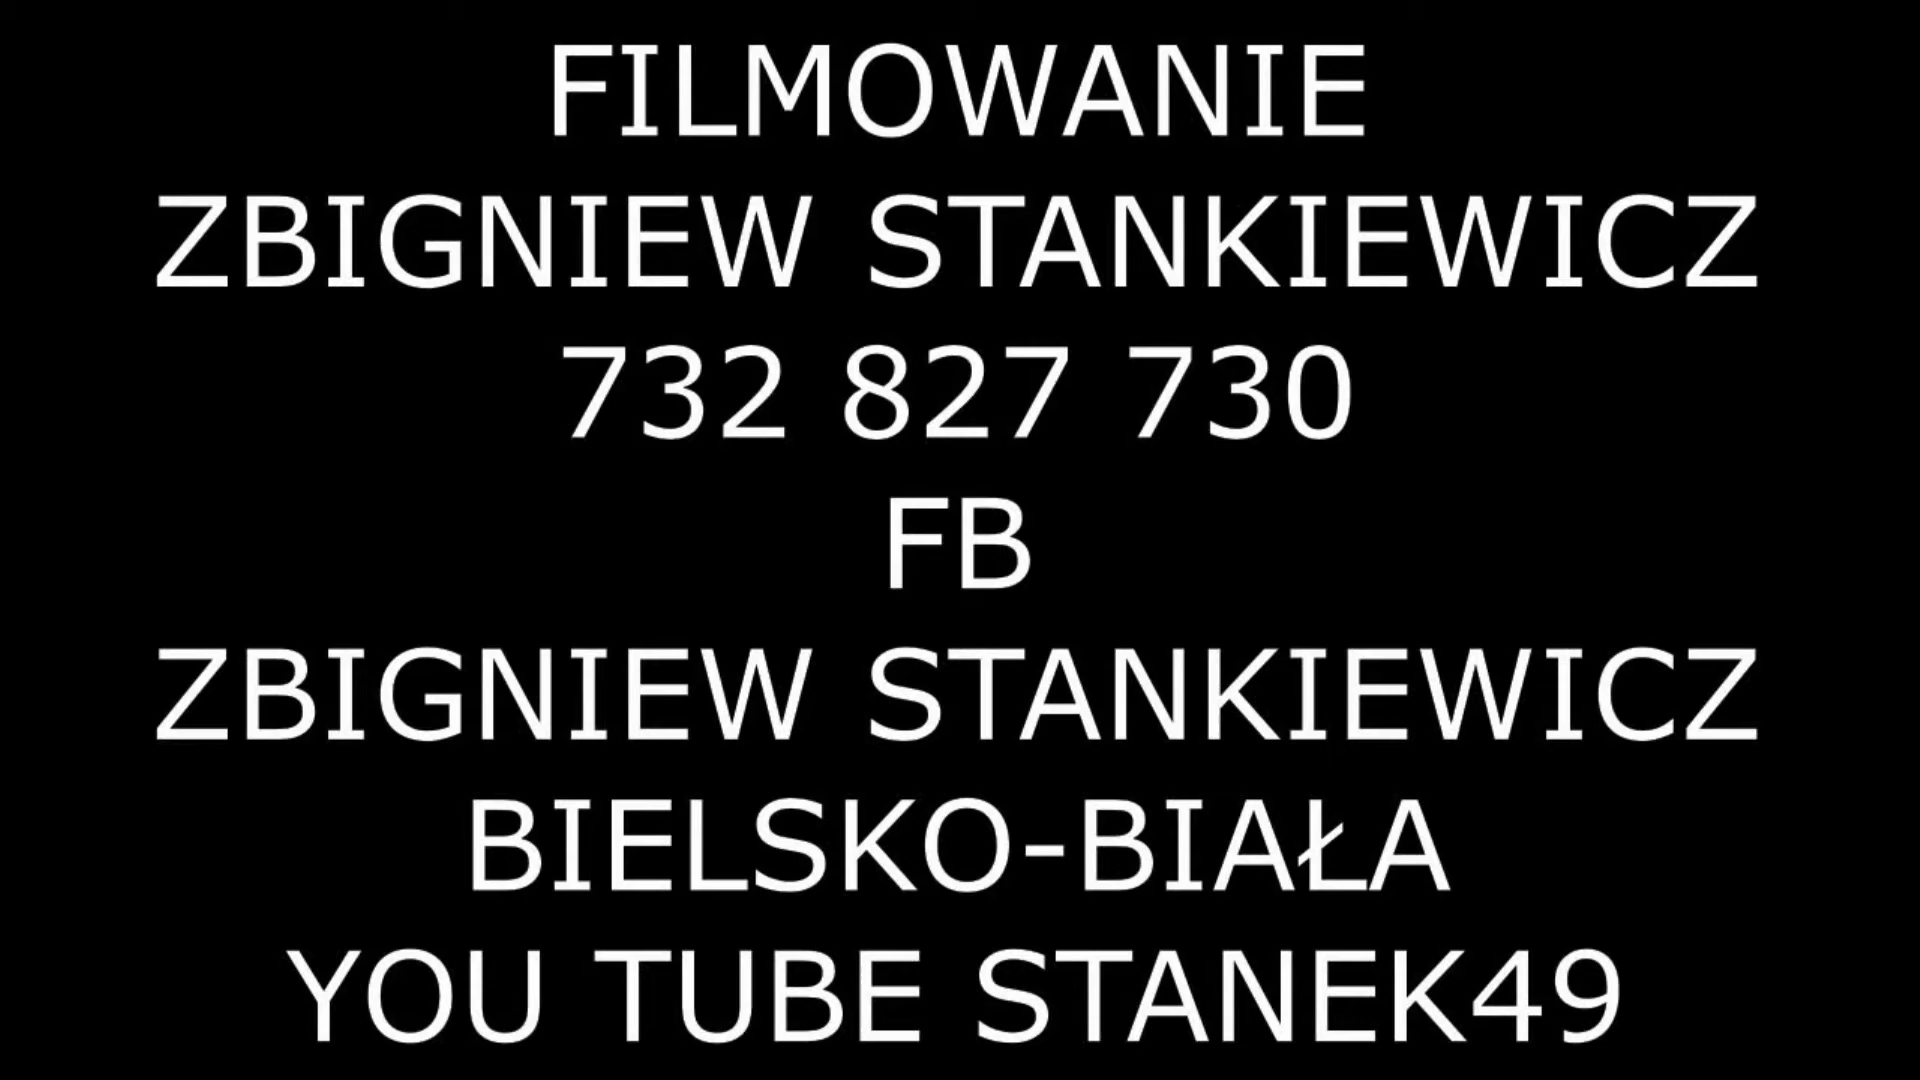 FILMOWANIE
ZBIGNIEW STANKIEWICZ
732 827 730
FB
ZBIGNIEW STANKIEWICZ
BIELSKO-BIAŁA
YOU TUBE STANEK49